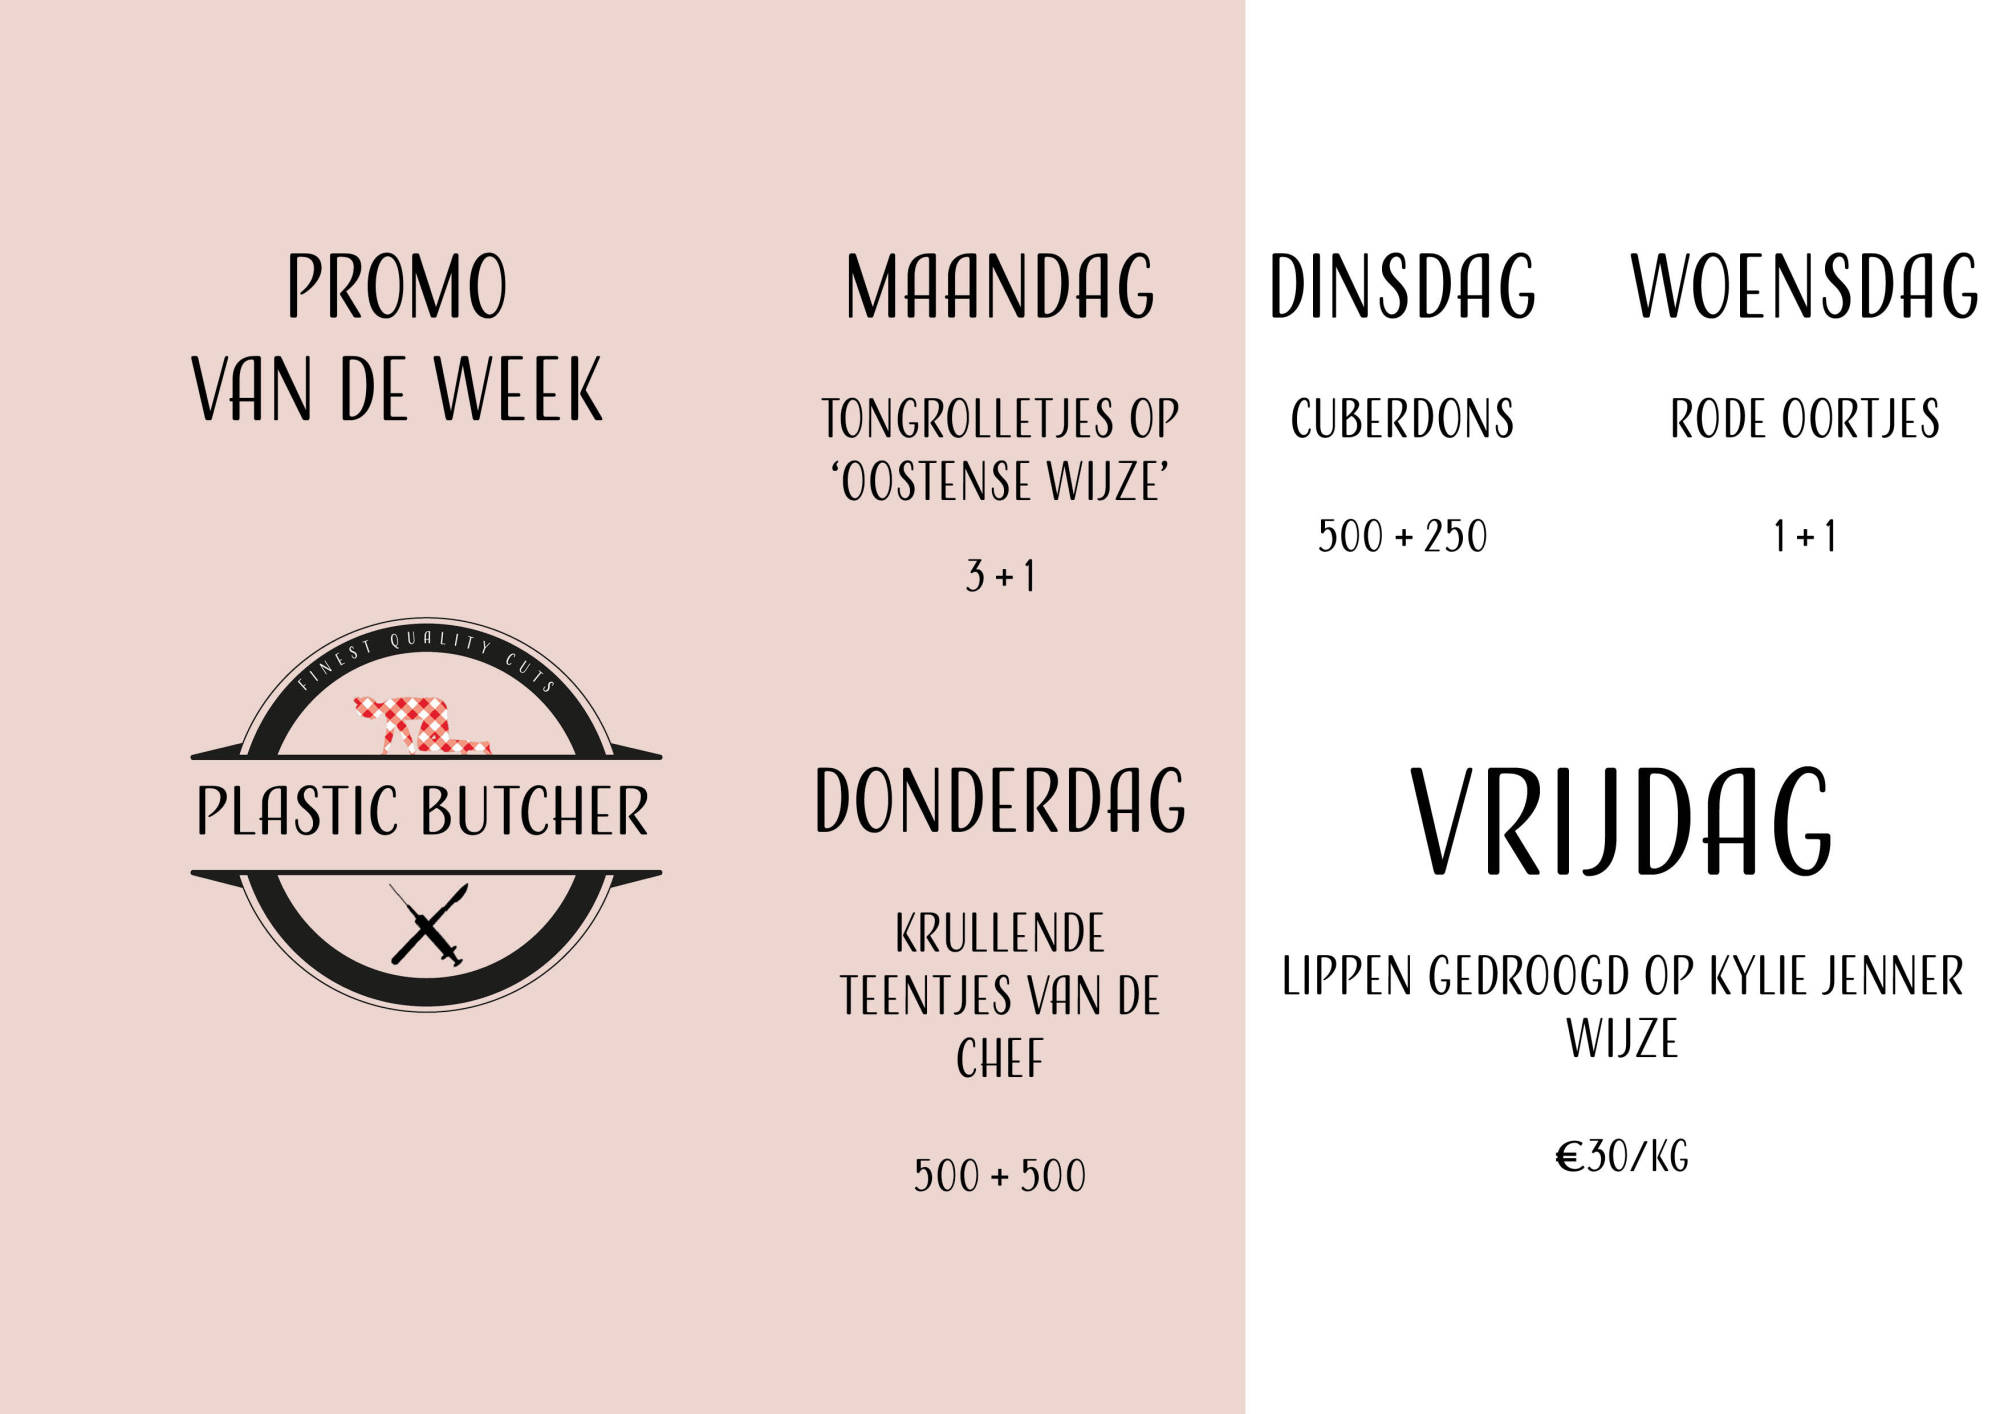 PROMO
VAN DE WEEK
FINEST QUALITY CUTS
PLASTIC BUTCHER
MAANDAG
TONGROLLETJES OP
‘OOSTENSE WIJZE’
3 + 1
DINSDAG
CUBERDONS
500 + 250
WOENSDAG
RODE OORTJES
1 + 1
DONDERDAG
KRULLENDE
TEENTJES VAN DE
CHEF
500 + 500
VRIJDAG
LIPPEN GEDROOGD OP KYLIE JENNER
WIJZE
€30/KG